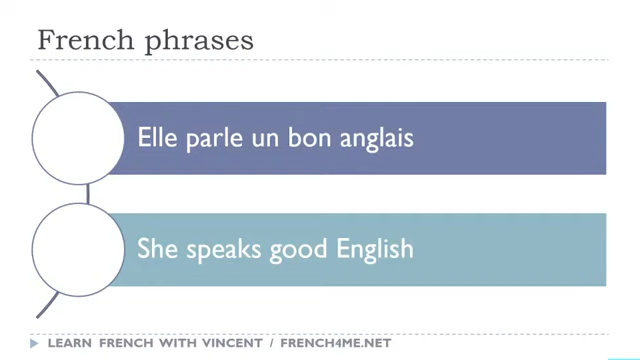 French phrases
Elle parle un bon anglais
She speaks good English
LEARN FRENCH WITH VINCENT / FRENCH4ME.NET